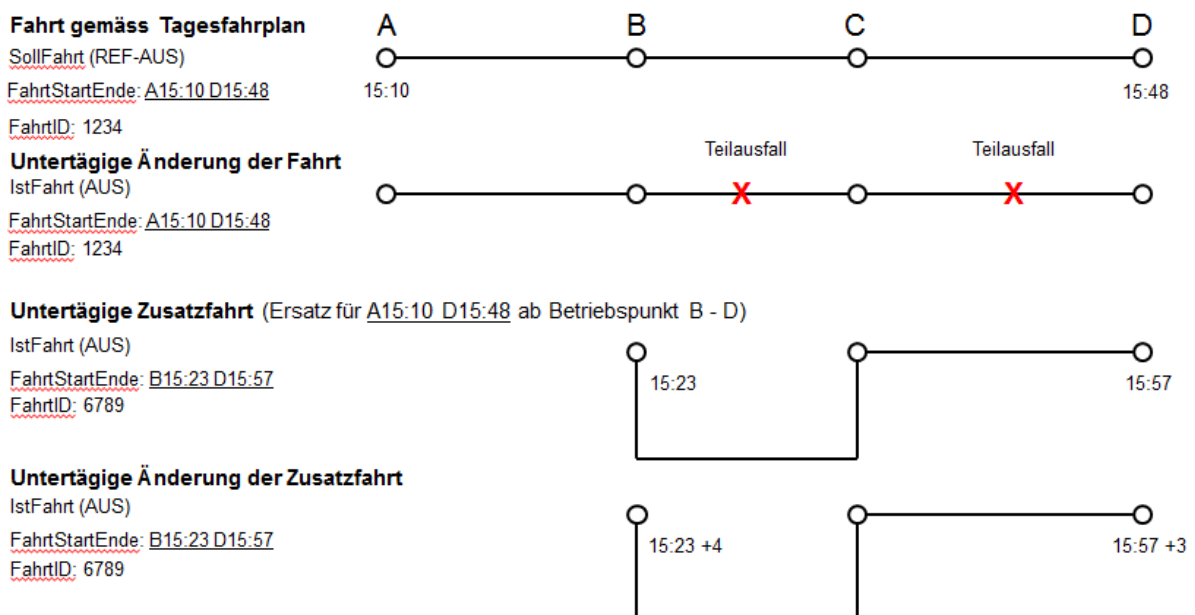 Fahrt gemäss Tagesfahrplan
A B C D
SollFahrt (REF-AUS)
FahrtStartEnde: A15:10 D15:48
15:10 15:48
FahrtID: 1234
Untertägige Änderung der Fahrt
Teilausfall Teilausfall
IstFahrt (AUS)
X X
FahrtStartEnde: A15:10 D15:48
FahrtID: 1234
Untertägige Zusatzfahrt (Ersatz für A15:10 D15:48 ab Betriebspunkt B - D)
IstFahrt (AUS)
FahrtStartEnde: B15:23 D15:57
15:23 15:57
FahrtID: 6789
Untertägige Änderung der Zusatzfahrt
IstFahrt (AUS)
FahrtStartEnde: B15:23 D15:57
15:23 +4 15:57 +3
FahrtID: 6789